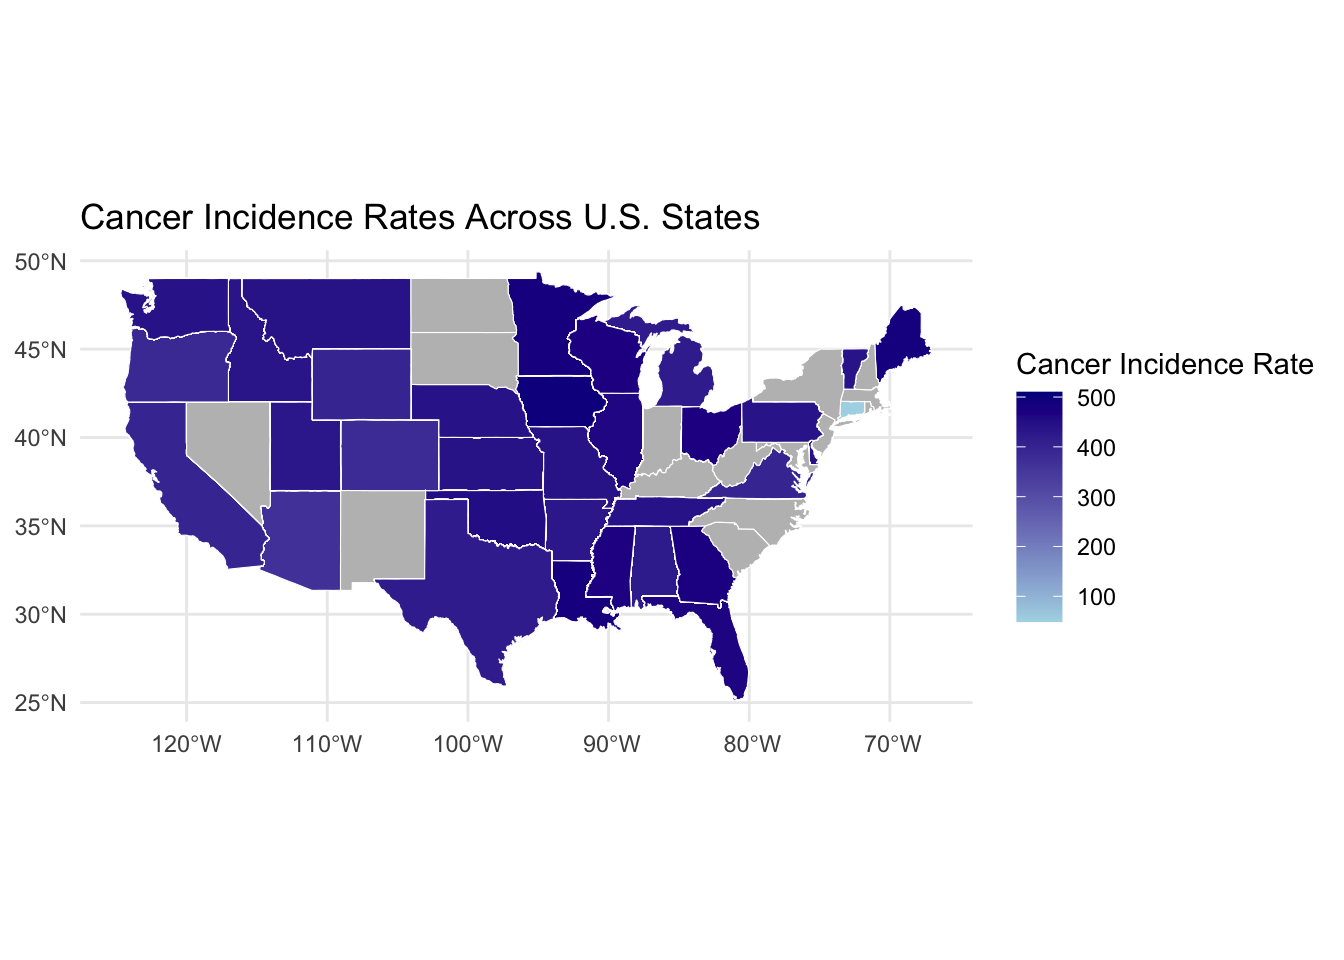 Cancer Incidence Rates Across U.S. States
50°N
45°N
40°N
35°N
30°N
25°N
120°W 110°W 100°W 90°W 80°W 70°W
Cancer Incidence Rate
500
400
300
200
100